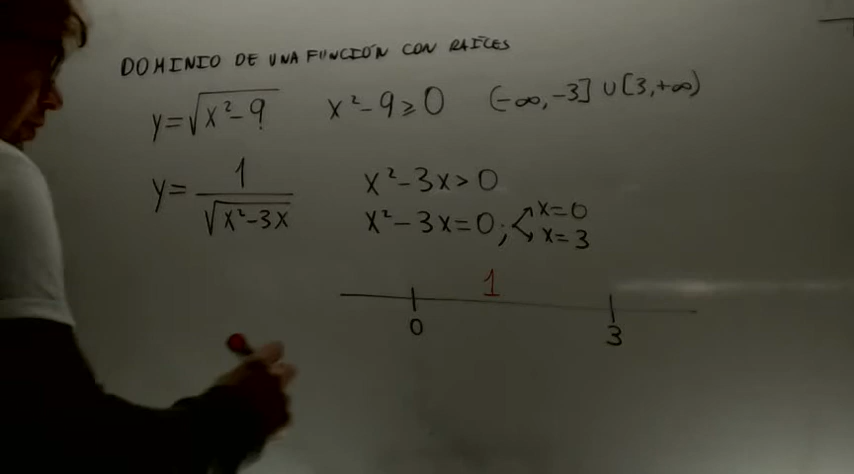 DOMINIO DE UNA FUNCIÓN CON RAÍCES
y=√(x²-9) x²-9⩾0 (-∞,-3]∪[3,+∞)
y=1/√(x²-3x) x²-3x>0
x²-3x=0; x=0
x=3
1
0 3